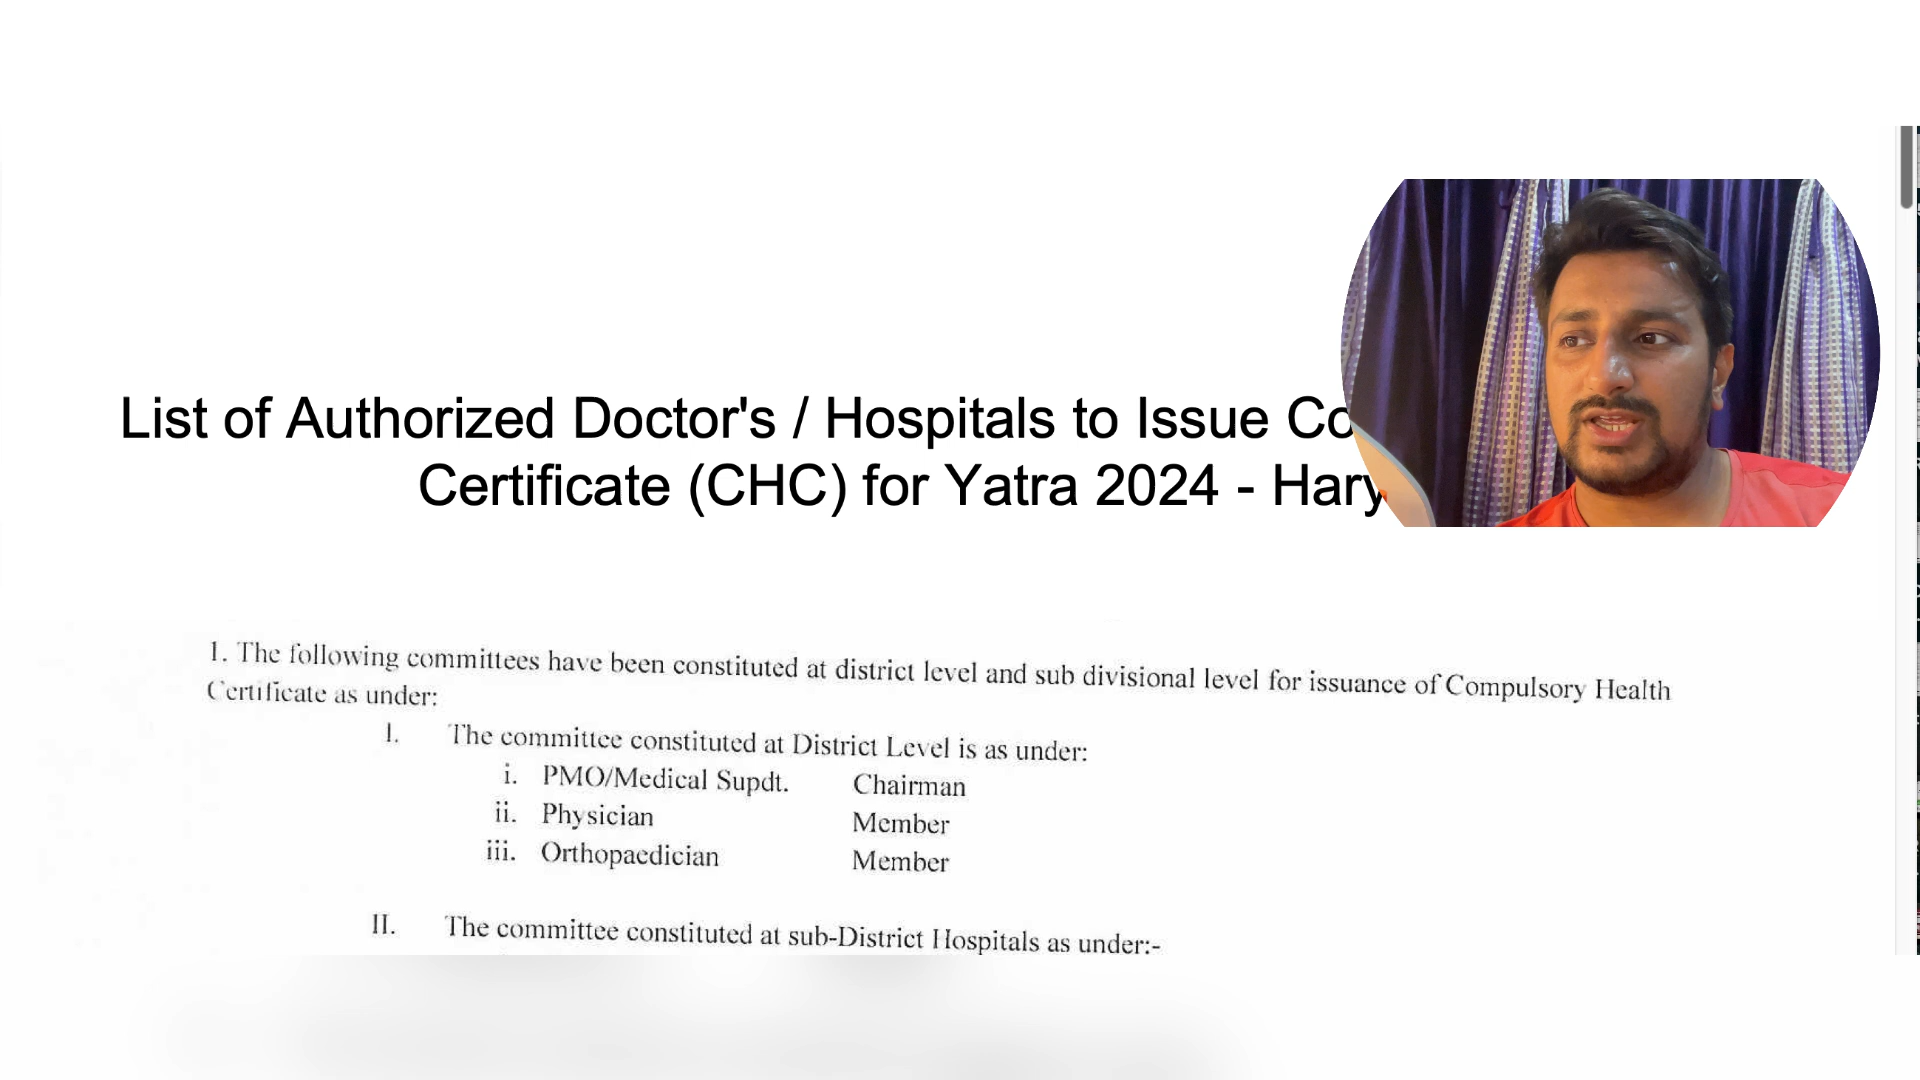 List of Authorized Doctor's / Hospitals to Issue Co
Certificate (CHC) for Yatra 2024 - Hary
1. The following committees have been constituted at district level and sub divisional level for issuance of Compulsory Health
Certificate as under:
I. The committee constituted at District Level is as under:
i. PMO/Medical Supdt. Chairman
ii. Physician Member
iii. Orthopaedician Member
II. The committee constituted at sub-District Hospitals as under:-